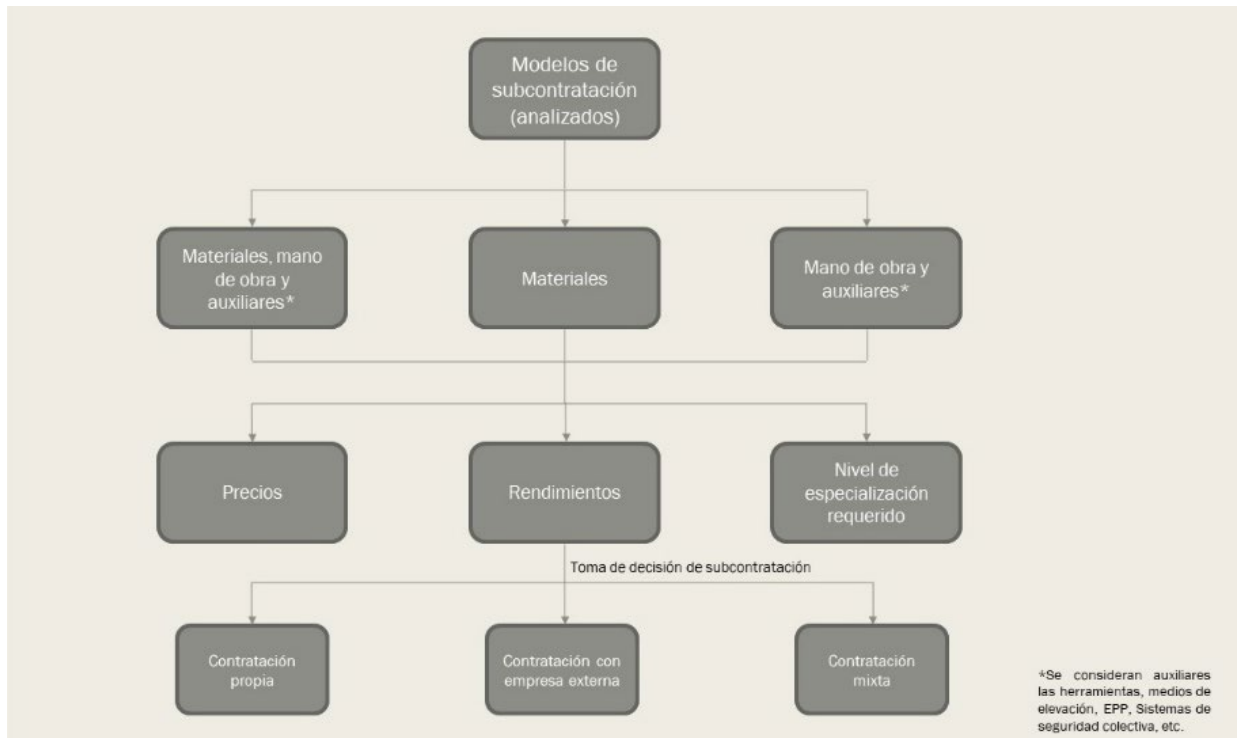 Modelos de
subcontratación
(analizados)
Materiales, mano
de obra y
auxiliares*
Materiales
Mano de obra y
auxiliares*
Precios
Rendimientos
Nivel de
especialización
requerido
Toma de decisión de subcontratación
Contratación
propia
Contratación con
empresa externa
Contratación
mixta
*Se consideran auxiliares
las herramientas, medios de
elevación, EPP, Sistemas de
seguridad colectiva, etc.